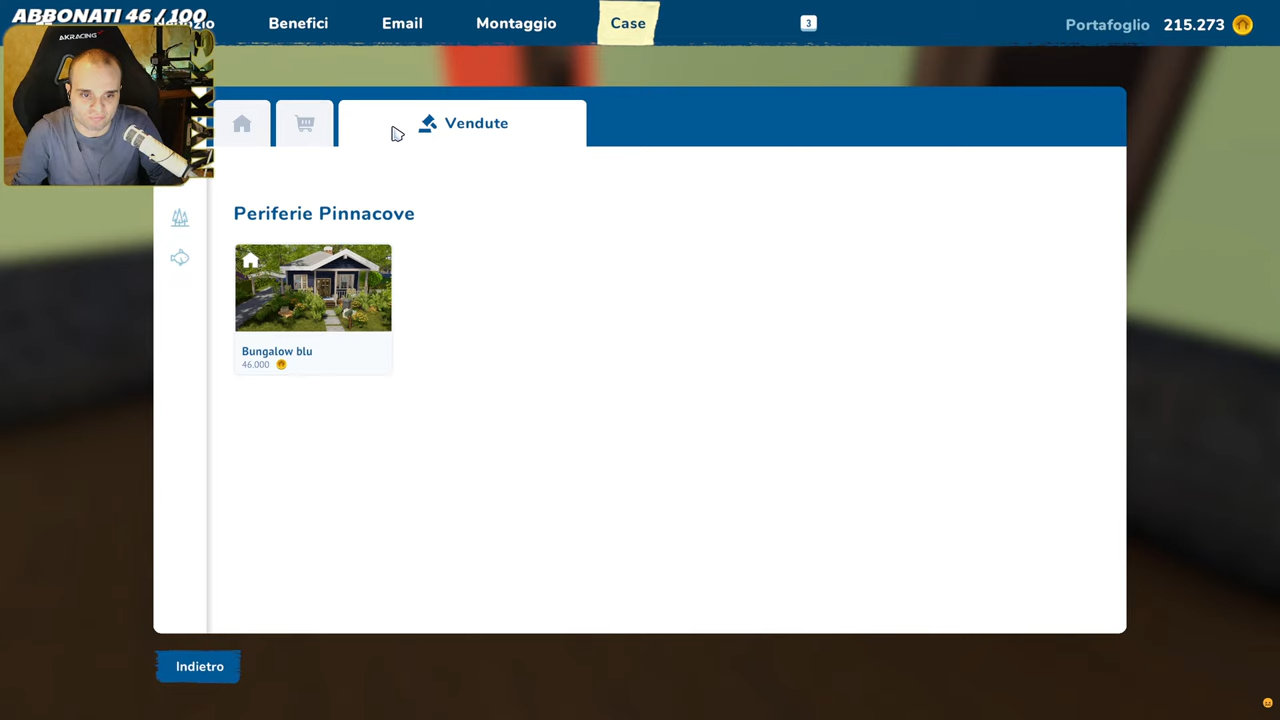 ABBONATI 46 / 100
Benefici
Email
Montaggio
Case
3
Portafoglio
215.273
Vendute
Periferie Pinnacove
Bungalow blu
46.000
Indietro
AKRACING